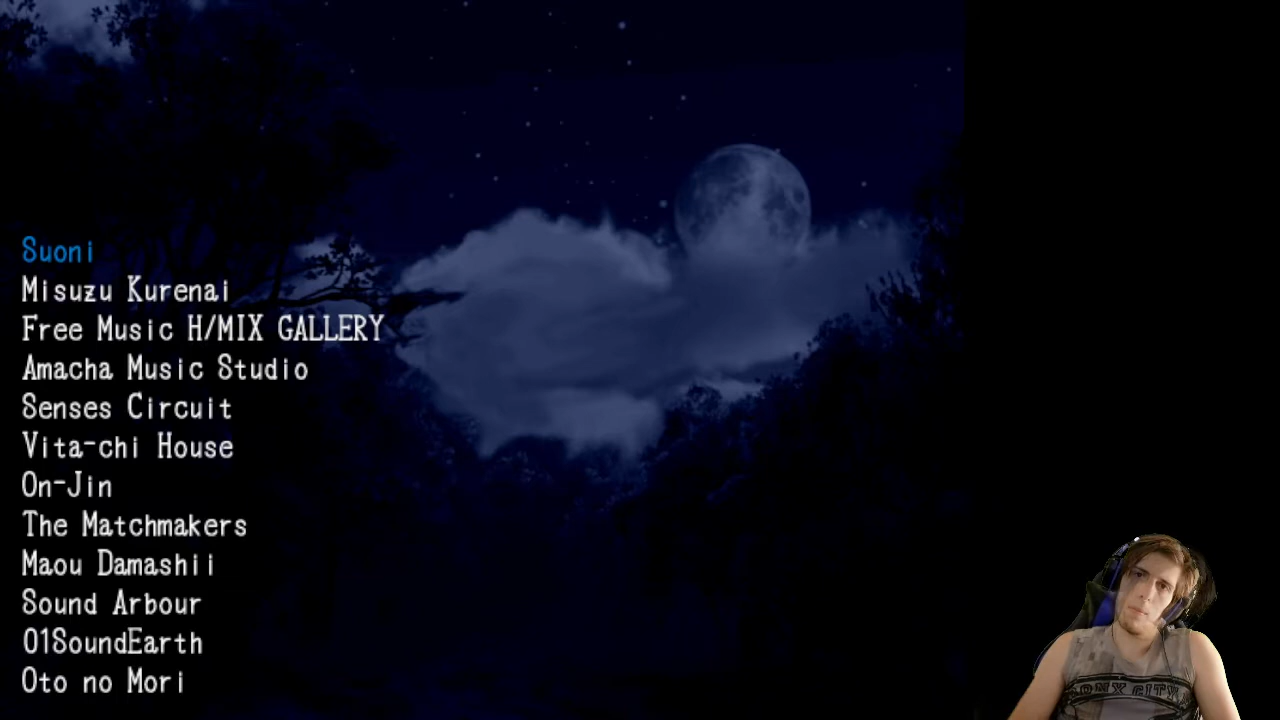 Suoni
Misuzu Kurenai
Free Music H/MIX GALLERY
Amacha Music Studio
Senses Circuit
Vita-chi House
On-Jin
The Matchmakers
Maou Damashii
Sound Arbour
01SoundEarth
Oto no Mori
CITY